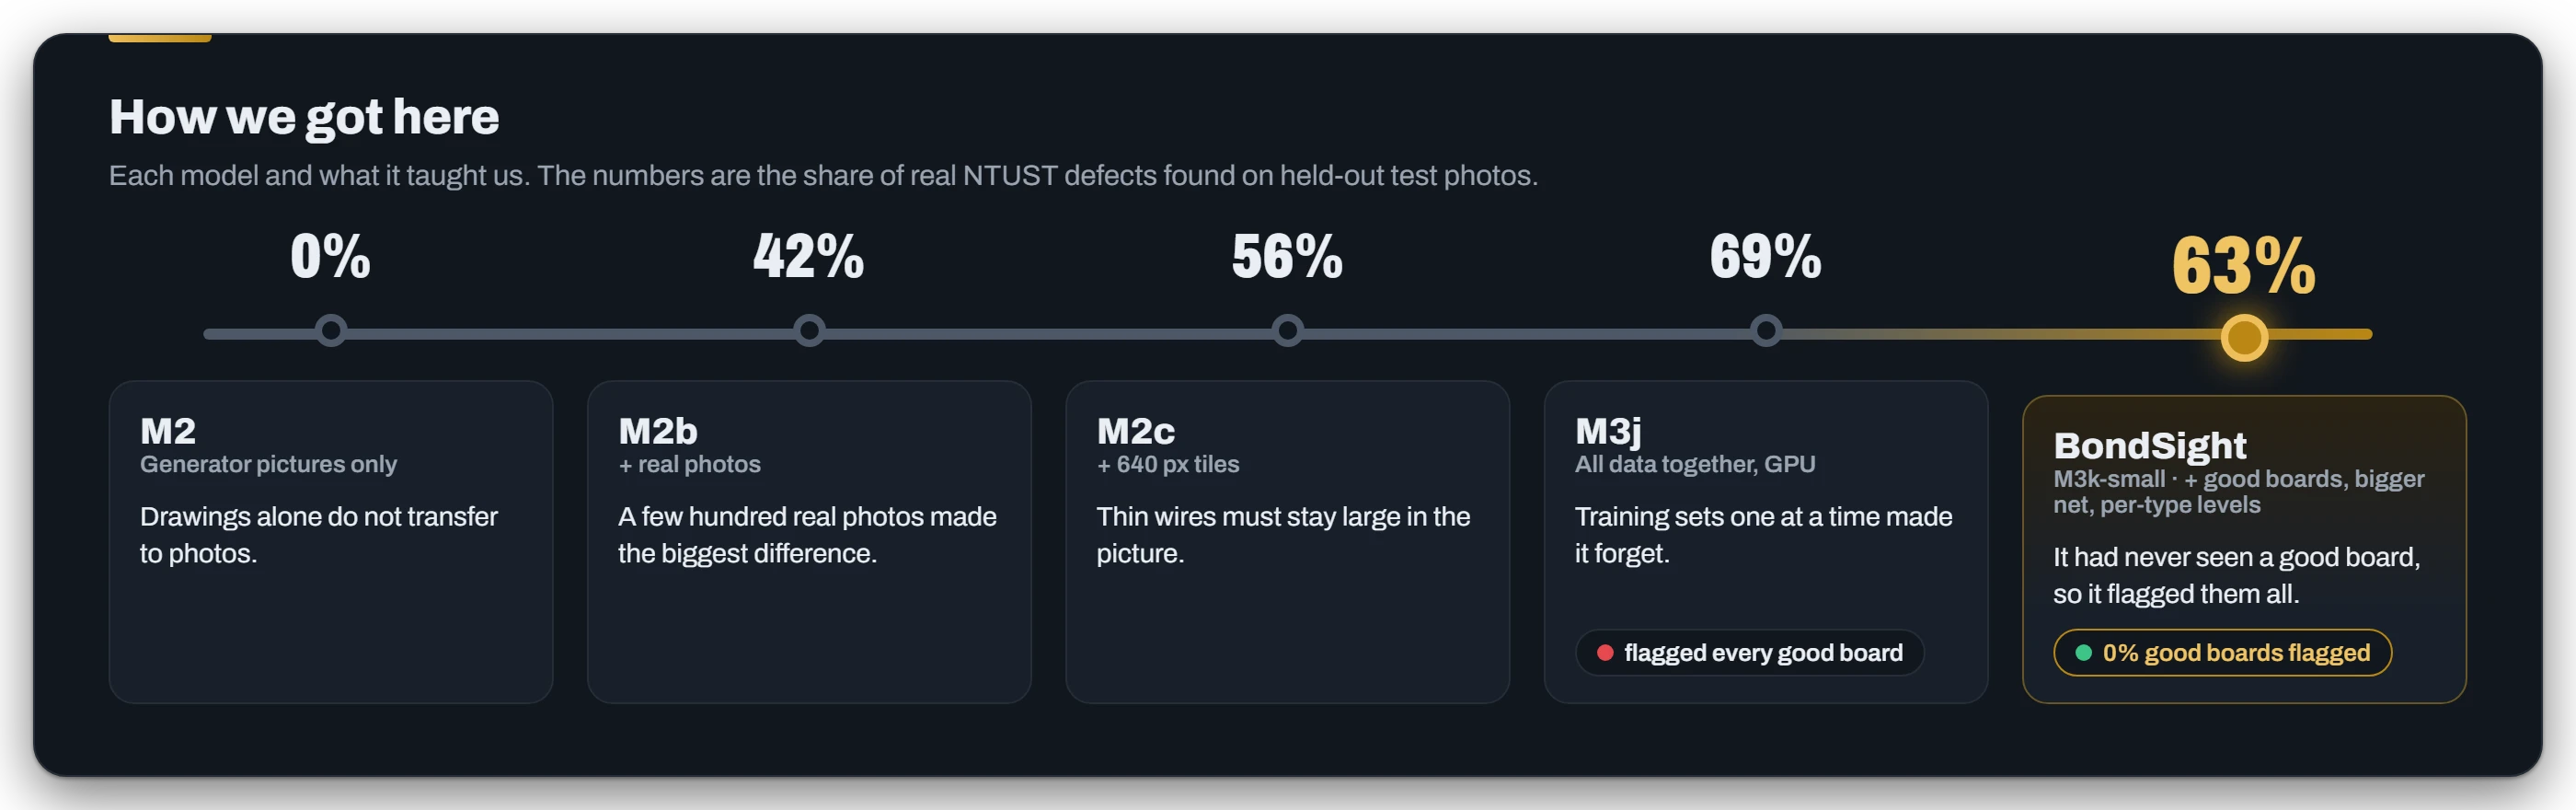 How we got here
Each model and what it taught us. The numbers are the share of real NTUST defects found on held-out test photos.
0%
42%
56%
69%
63%
M2
Generator pictures only
Drawings alone do not transfer
to photos.
M2b
+ real photos
A few hundred real photos made
the biggest difference.
M2c
+ 640 px tiles
Thin wires must stay large in the
picture.
M3j
All data together, GPU
Training sets one at a time made
it forget.
flagged every good board
BondSight
M3k-small · + good boards, bigger
net, per-type levels
It had never seen a good board,
so it flagged them all.
0% good boards flagged